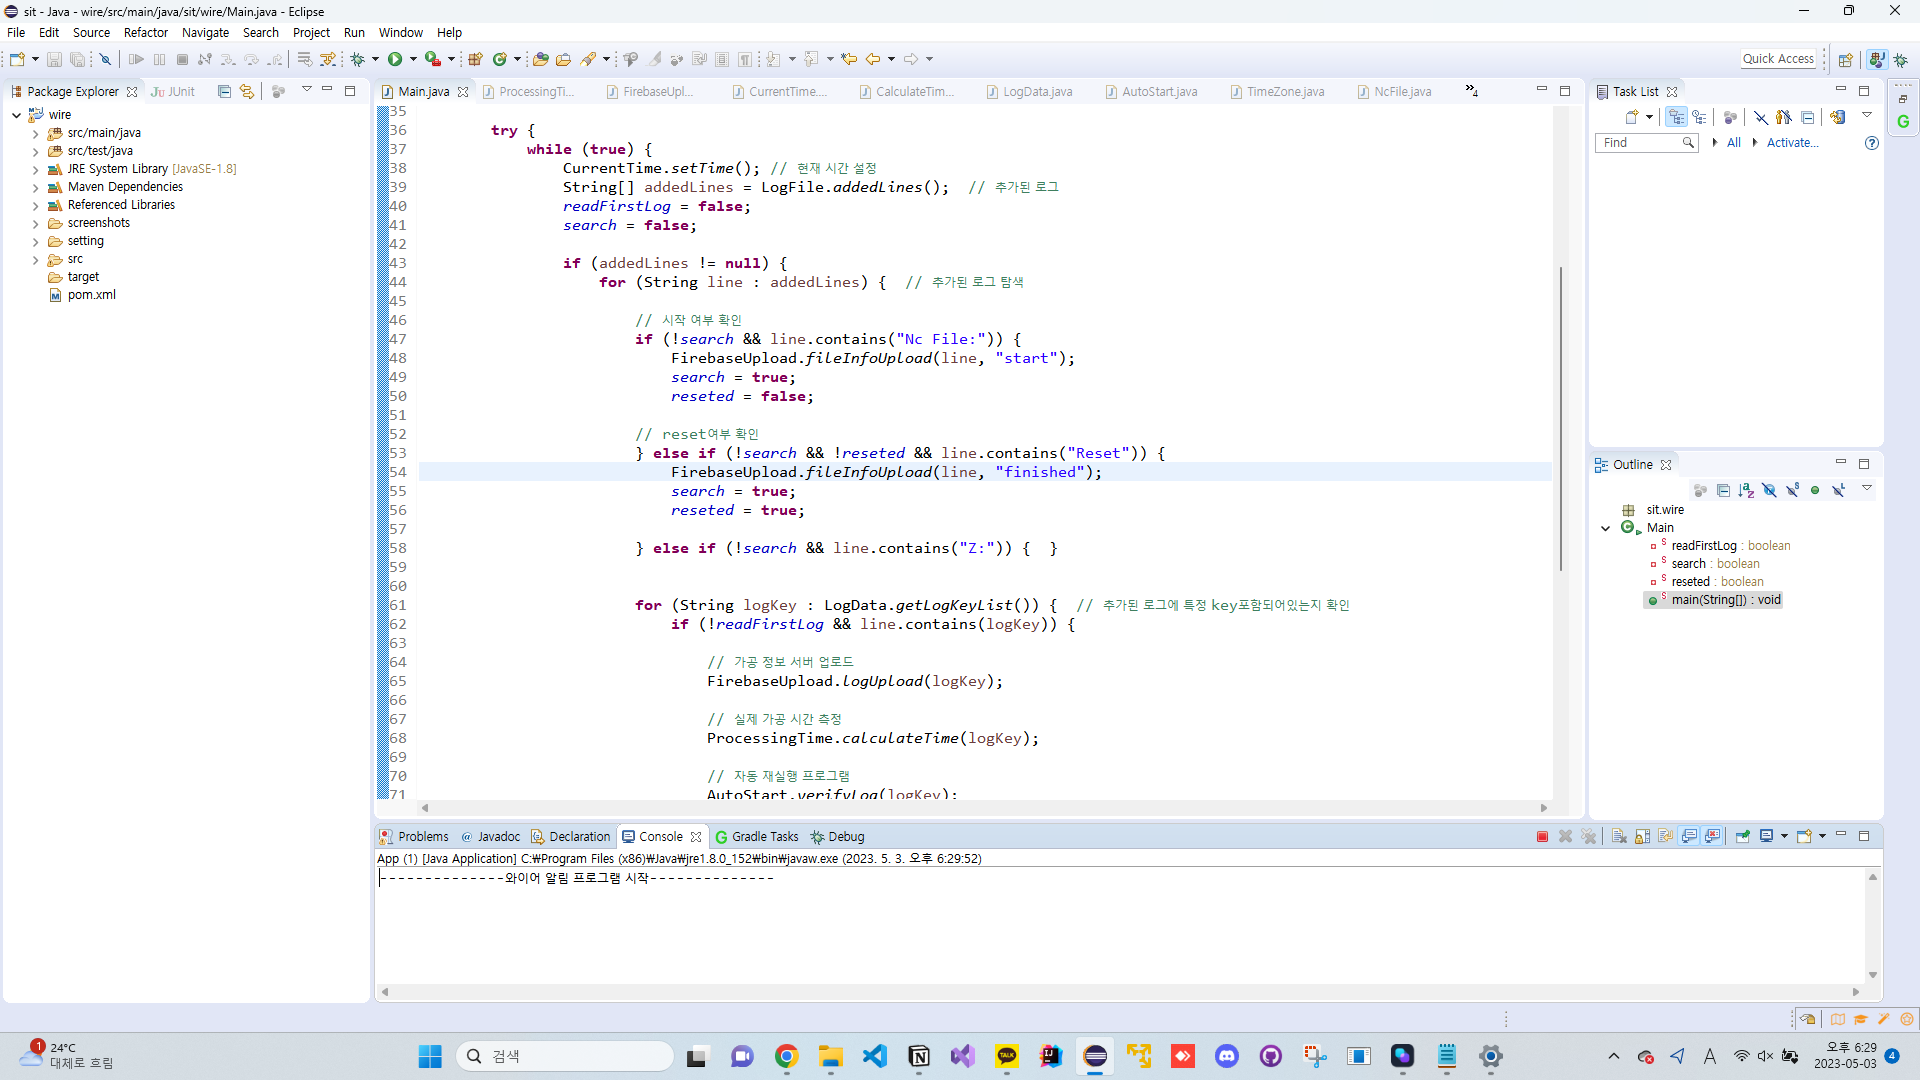 sit - Java - wire/src/main/java/sit/wire/Main.java - Eclipse
File Edit Source Refactor Navigate Search Project Run Window Help
Quick Access
Package Explorer JUnit
wire
src/main/java
src/test/java
JRE System Library [JavaSE-1.8]
Maven Dependencies
Referenced Libraries
screenshots
setting
src
target
pom.xml
Main.java ProcessingTi... FirebaseUpl... CurrentTime.... CalculateTim... LogData.java AutoStart.java TimeZone.java NcFile.java »4
35
36 try {
37 while (true) {
38 CurrentTime.setTime(); // 현재 시간 설정
39 String[] addedLines = LogFile.addedLines(); // 추가된 로그
40 readFirstLog = false;
41 search = false;
42
43 if (addedLines != null) {
44 for (String line : addedLines) { // 추가된 로그 탐색
45
46 // 시작 여부 확인
47 if (!search && line.contains("Nc File:")) {
48 FirebaseUpload.fileInfoUpload(line, "start");
49 search = true;
50 reseted = false;
51
52 // reset여부 확인
53 } else if (!search && !reseted && line.contains("Reset")) {
54 FirebaseUpload.fileInfoUpload(line, "finished");
55 search = true;
56 reseted = true;
57
58 } else if (!search && line.contains("Z:")) { }
59
60
61 for (String logKey : LogData.getLogKeyList()) { // 추가된 로그에 특정 key포함되어있는지 확인
62 if (!readFirstLog && line.contains(logKey)) {
63
64 // 가공 정보 서버 업로드
65 FirebaseUpload.logUpload(logKey);
66
67 // 실제 가공 시간 측정
68 ProcessingTime.calculateTime(logKey);
69
70 // 자동 재실행 프로그램
71 AutoStart.verifyLog(logKey);
Task List
Find All Activate...
Outline
sit.wire
Main
readFirstLog : boolean
search : boolean
reseted : boolean
main(String[]) : void
Problems Javadoc Declaration Console Gradle Tasks Debug
App (1) [Java Application] C:₩Program Files (x86)₩Java₩jre1.8.0_152₩bin₩javaw.exe (2023. 5. 3. 오후 6:29:52)
--------------와이어 알림 프로그램 시작--------------
1
24°C
대체로 흐림
검색
TALK
A
오후 6:29
2023-05-03
4